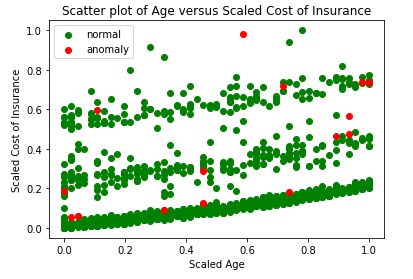 Scatter plot of Age versus Scaled Cost of Insurance
normal
anomaly
Scaled Cost of Insurance
1.0
0.8
0.6
0.4
0.2
0.0
0.0 0.2 0.4 0.6 0.8 1.0
Scaled Age